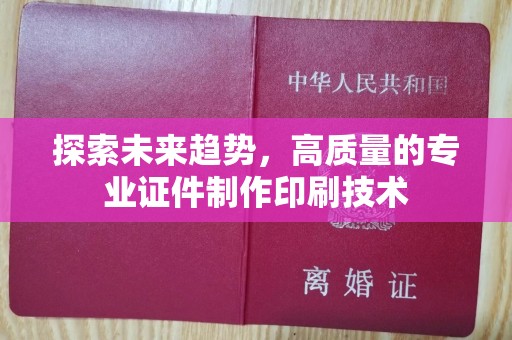 中华人民共和国
探索未来趋势，高质量的专
业证件制作印刷技术
离婚证